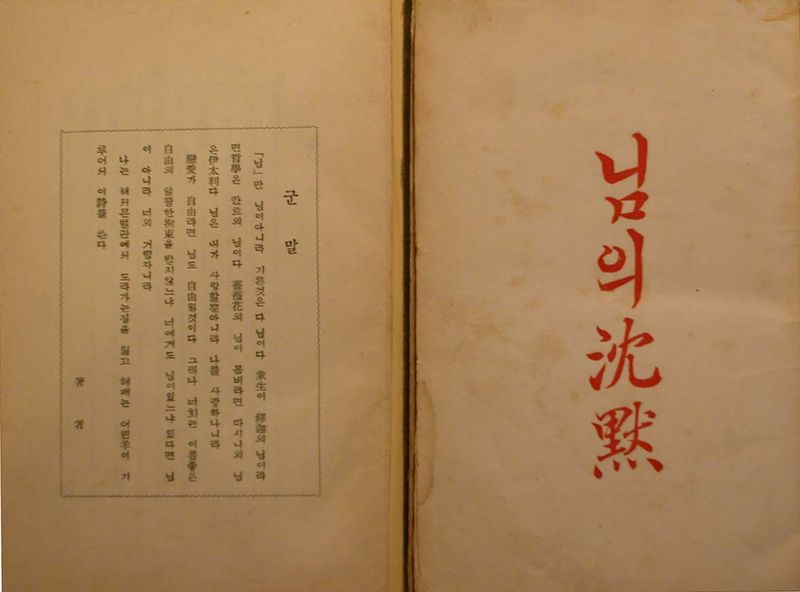 님의 沈默
군 말
「님」만 님이아니라 기른것은 다 님이다 衆生이 釋迦의 님이라
면 哲學은 칸트의 님이다 薔薇花의 님이 봄비라면 마시니의 님
은 伊太利다 님은 내가 사랑할뿐아니라 나를 사랑하나니라
戀愛가 自由라면 님도 自由일것이다 그러나 너희는 이름좋은
自由의 알뜰한 拘束을 받지않느냐 너에게도 님이있느냐 있다면 님
이 아니라 너의 그림자니라
나는 해저믄벌판에서 도라가는길을 잃고 헤매는 어린羊이 기
루어서 이詩를 쓴다
著 者